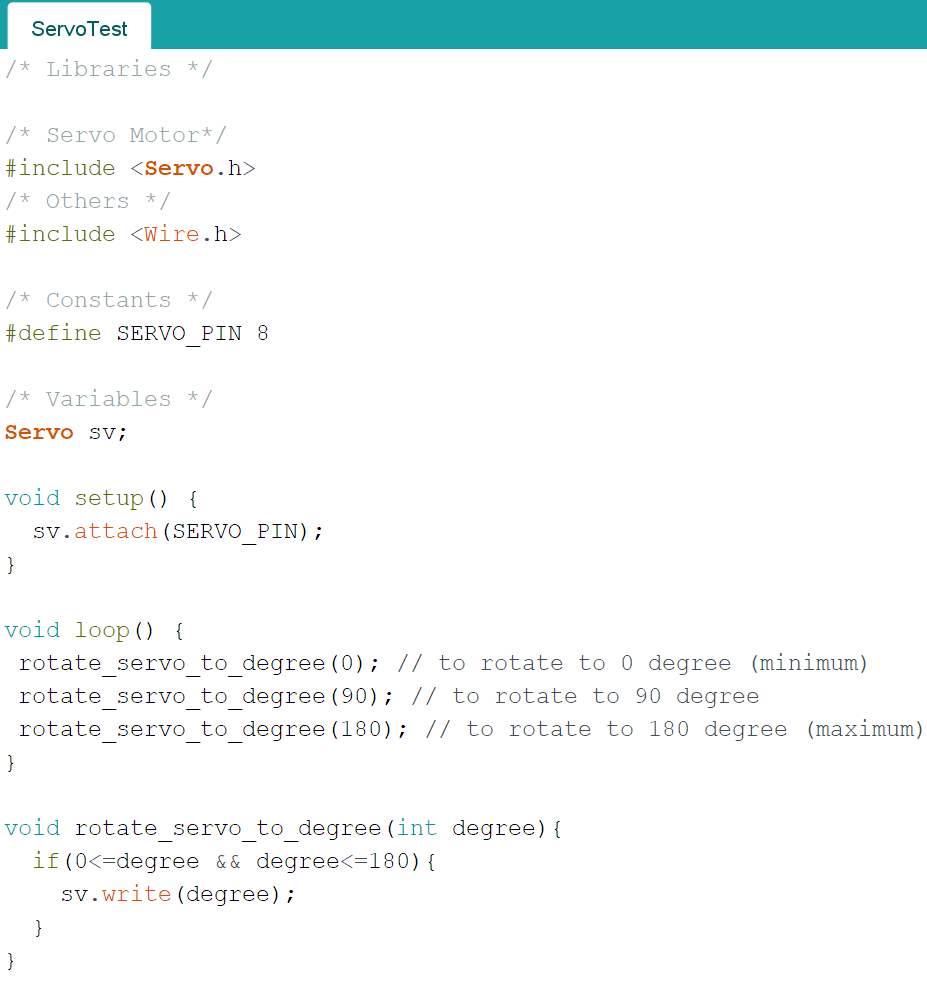 ServoTest
/* Libraries */
/* Servo Motor*/
#include <Servo.h>
/* Others */
#include <Wire.h>
/* Constants */
#define SERVO_PIN 8
/* Variables */
Servo sv;
void setup() {
  sv.attach(SERVO_PIN);
}
void loop() {
 rotate_servo_to_degree(0); // to rotate to 0 degree (minimum)
 rotate_servo_to_degree(90); // to rotate to 90 degree
 rotate_servo_to_degree(180); // to rotate to 180 degree (maximum)
}
void rotate_servo_to_degree(int degree){
  if(0<=degree && degree<=180){
    sv.write(degree);
  }
}